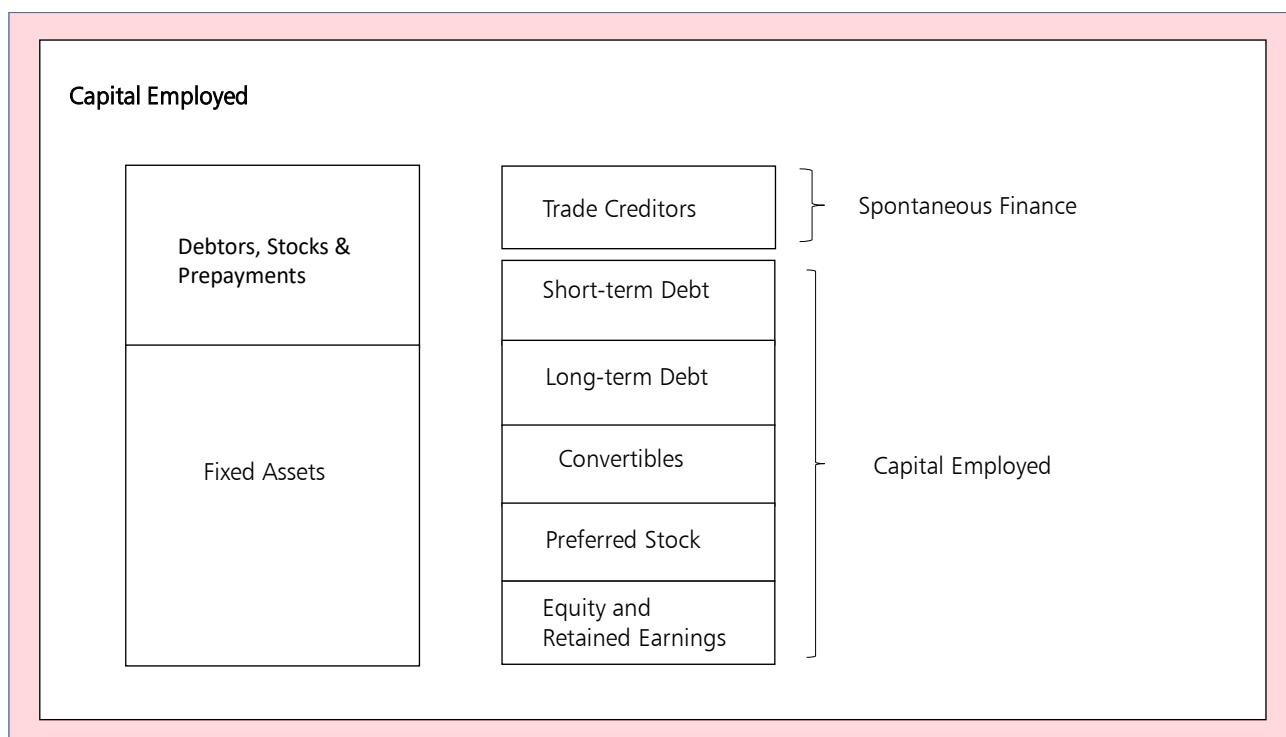 Capital Employed
Debtors, Stocks &
Prepayments
Fixed Assets
Trade Creditors
Short-term Debt
Long-term Debt
Convertibles
Preferred Stock
Equity and
Retained Earnings
Spontaneous Finance
Capital Employed